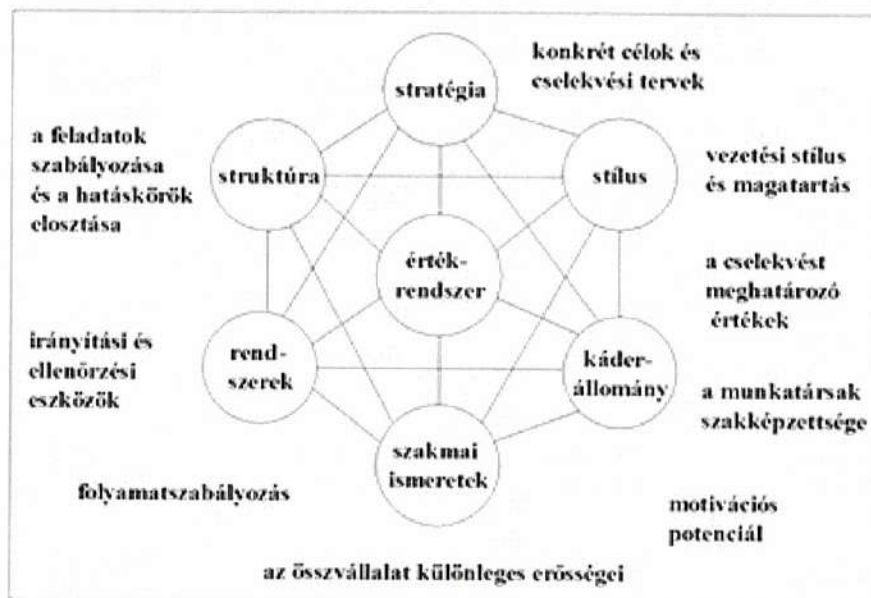 konkrét célok és
cselekvési tervek
stratégia
a feladatok
szabályozása
és a hatáskörök
elosztása
struktúra
stílus
vezetési stílus
és magatartás
érték-
rendszer
a cselekvést
meghatározó
értékek
irányítási és
ellenőrzési
eszközök
rend-
szerek
káder-
állomány
a munkatársak
szakképzettsége
szakmai
ismeretek
folyamatszabályozás
motivációs
potenciál
az összvállalat különleges erősségei